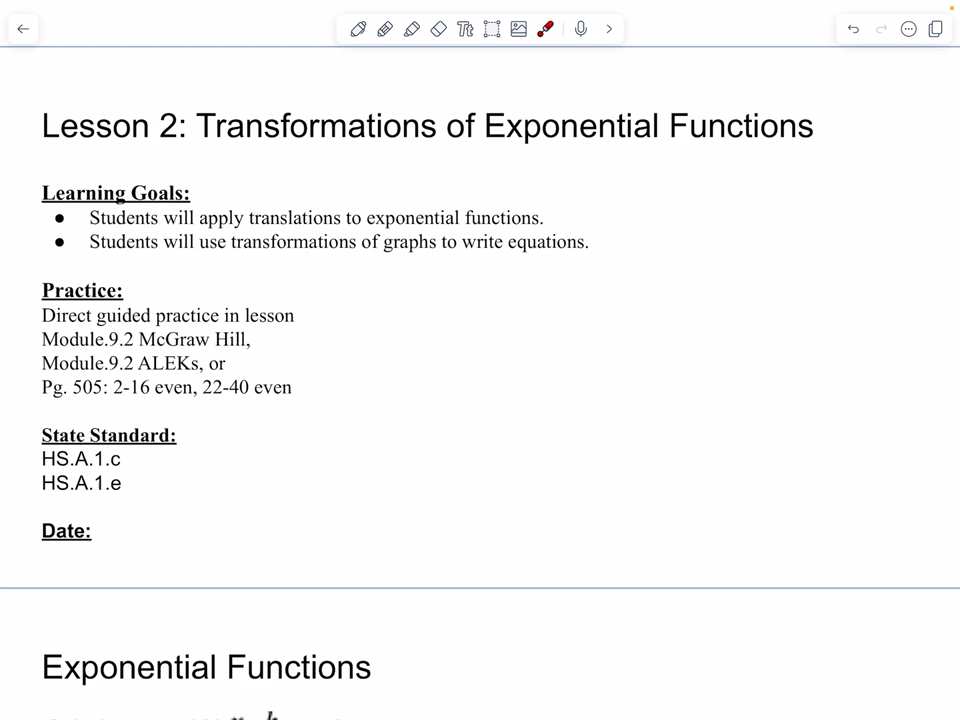 Lesson 2: Transformations of Exponential Functions
Learning Goals:
● Students will apply translations to exponential functions.
● Students will use transformations of graphs to write equations.
Practice:
Direct guided practice in lesson
Module.9.2 McGraw Hill,
Module.9.2 ALEKs, or
Pg. 505: 2-16 even, 22-40 even
State Standard:
HS.A.1.c
HS.A.1.e
Date:
Exponential Functions